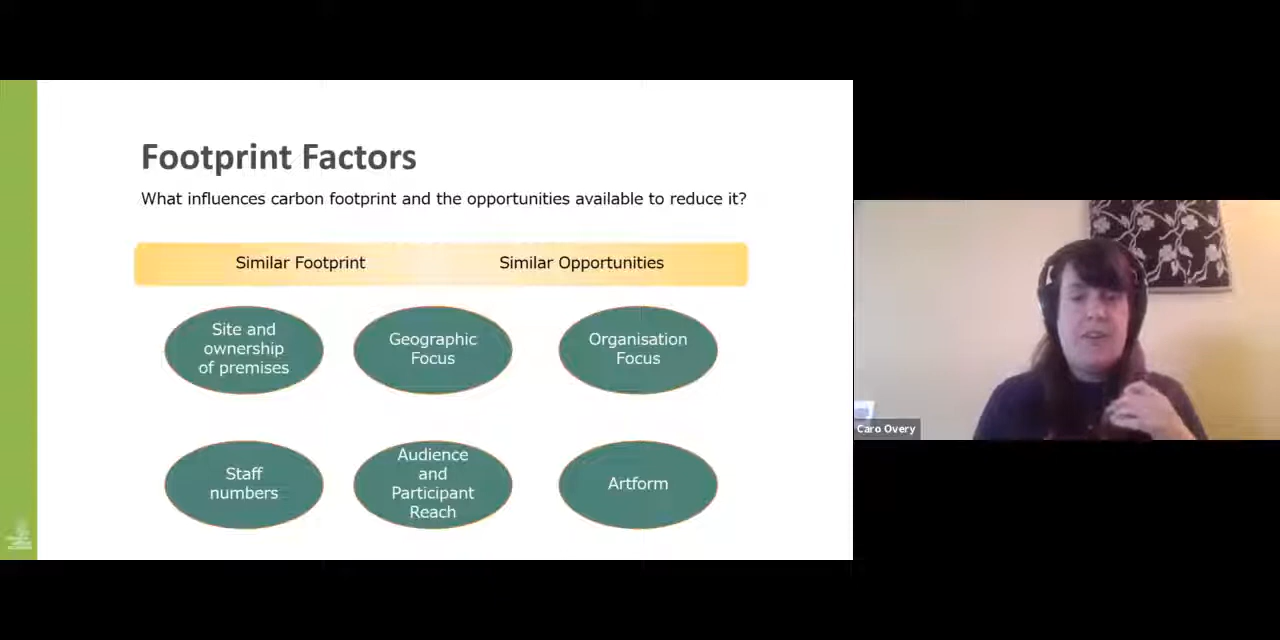 Footprint Factors
What influences carbon footprint and the opportunities available to reduce it?
Similar Footprint
Similar Opportunities
Site and
ownership
of premises
Geographic
Focus
Organisation
Focus
Staff
numbers
Audience
and
Participant
Reach
Artform
Caro Overy